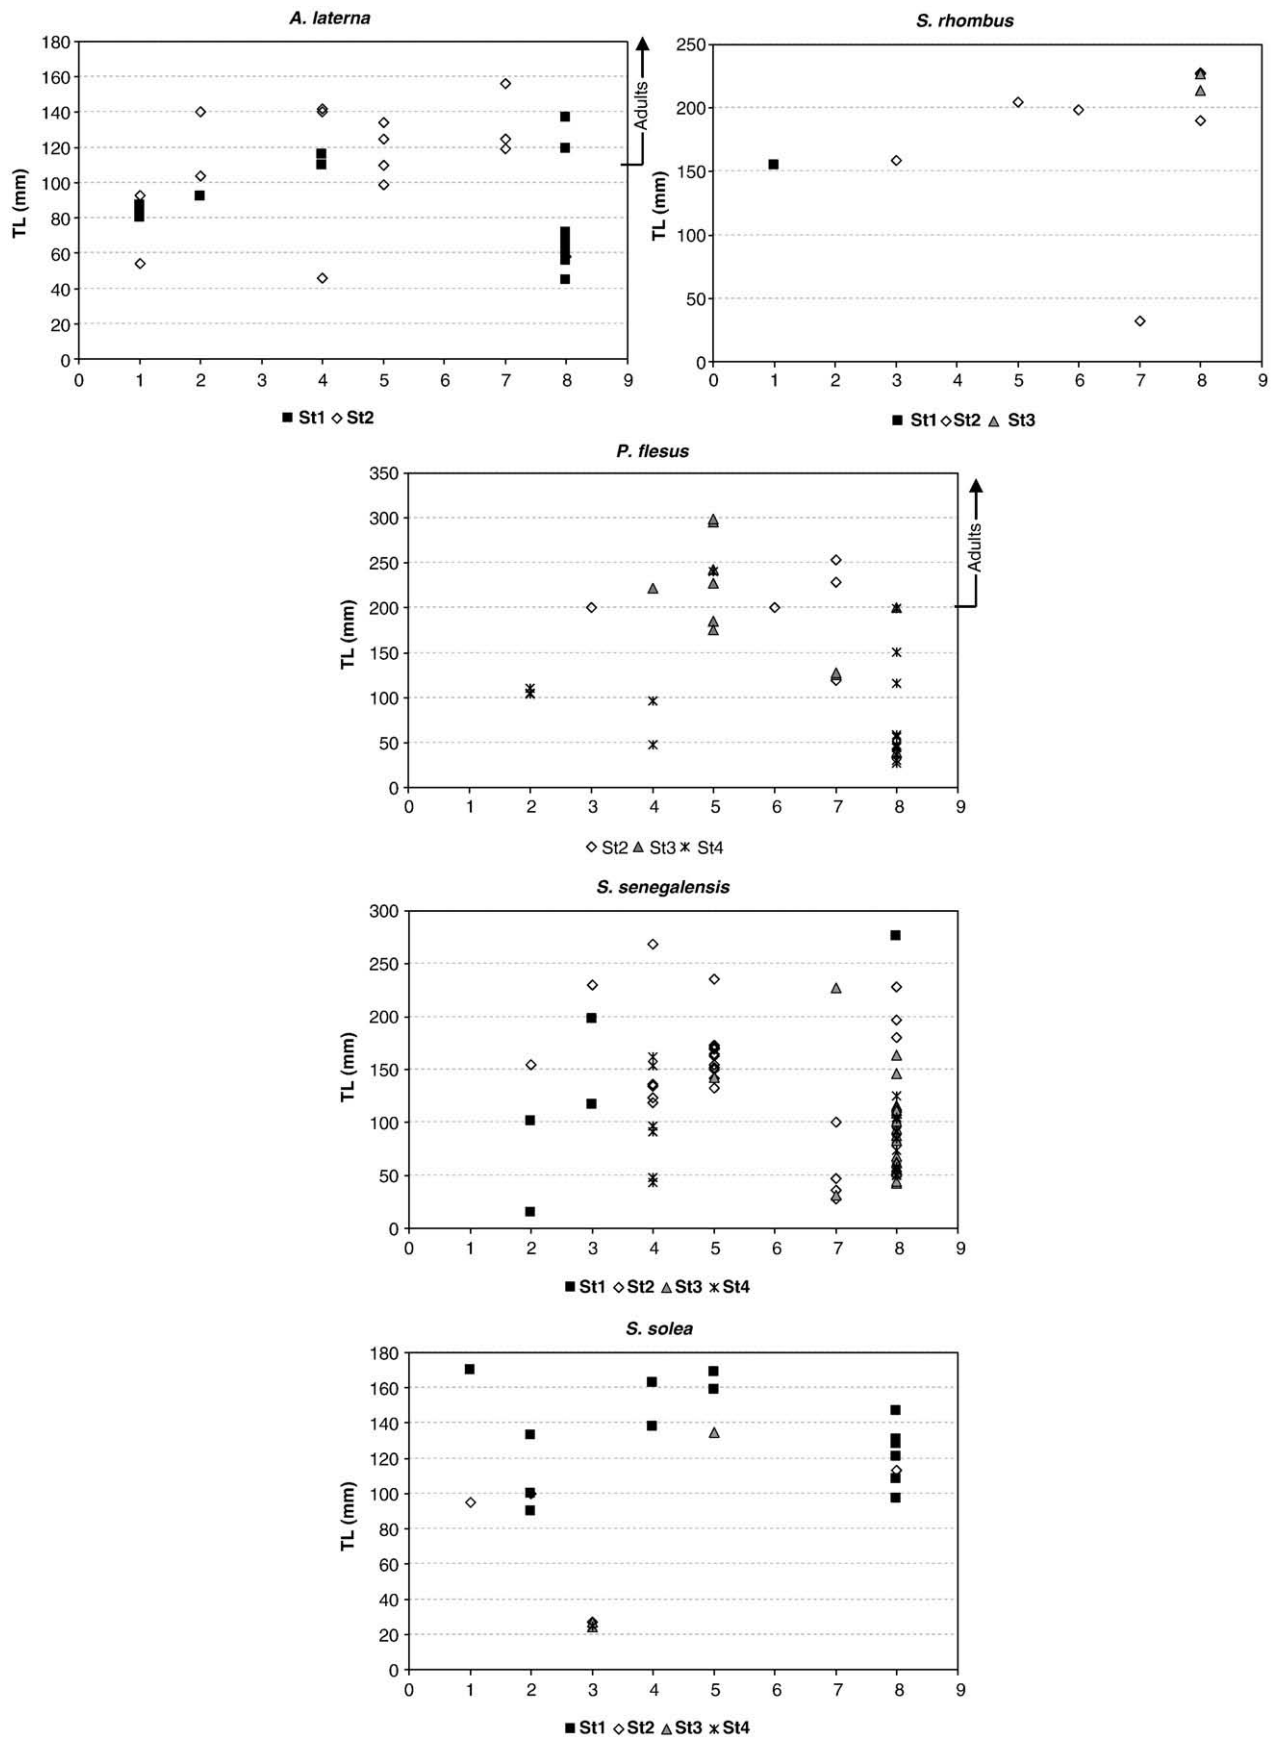 A. laterna
180
160
140
120
100
80
60
40
20
0
TL (mm)
Adults
0 1 2 3 4 5 6 7 8 9
St1 St2
S. rhombus
250
200
150
100
50
0
TL (mm)
0 1 2 3 4 5 6 7 8 9
St1 St2 St3
P. flesus
350
300
250
200
150
100
50
0
TL (mm)
Adults
0 1 2 3 4 5 6 7 8 9
St2 St3 St4
S. senegalensis
300
250
200
150
100
50
0
TL (mm)
0 1 2 3 4 5 6 7 8 9
St1 St2 St3 St4
S. solea
180
160
140
120
100
80
60
40
20
0
TL (mm)
0 1 2 3 4 5 6 7 8 9
St1 St2 St3 St4